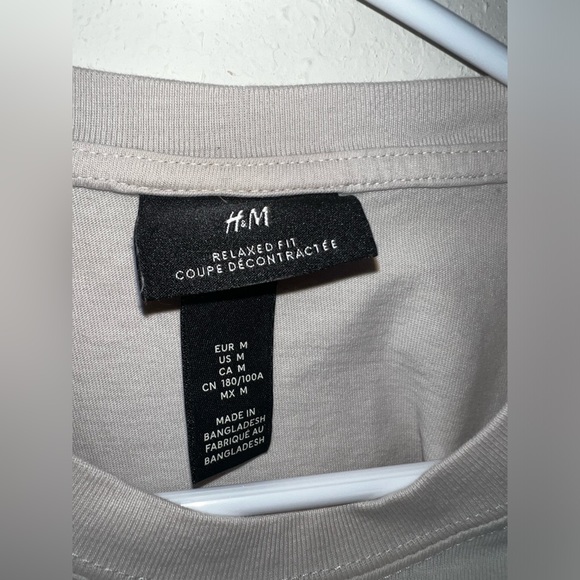 H&M
RELAXED FIT
COUPE DÉCONTRACTÉE
EUR M
US M
CA M
CN 180/100A
MX M
MADE IN
BANGLADESH
FABRIQUÉ AU
BANGLADESH